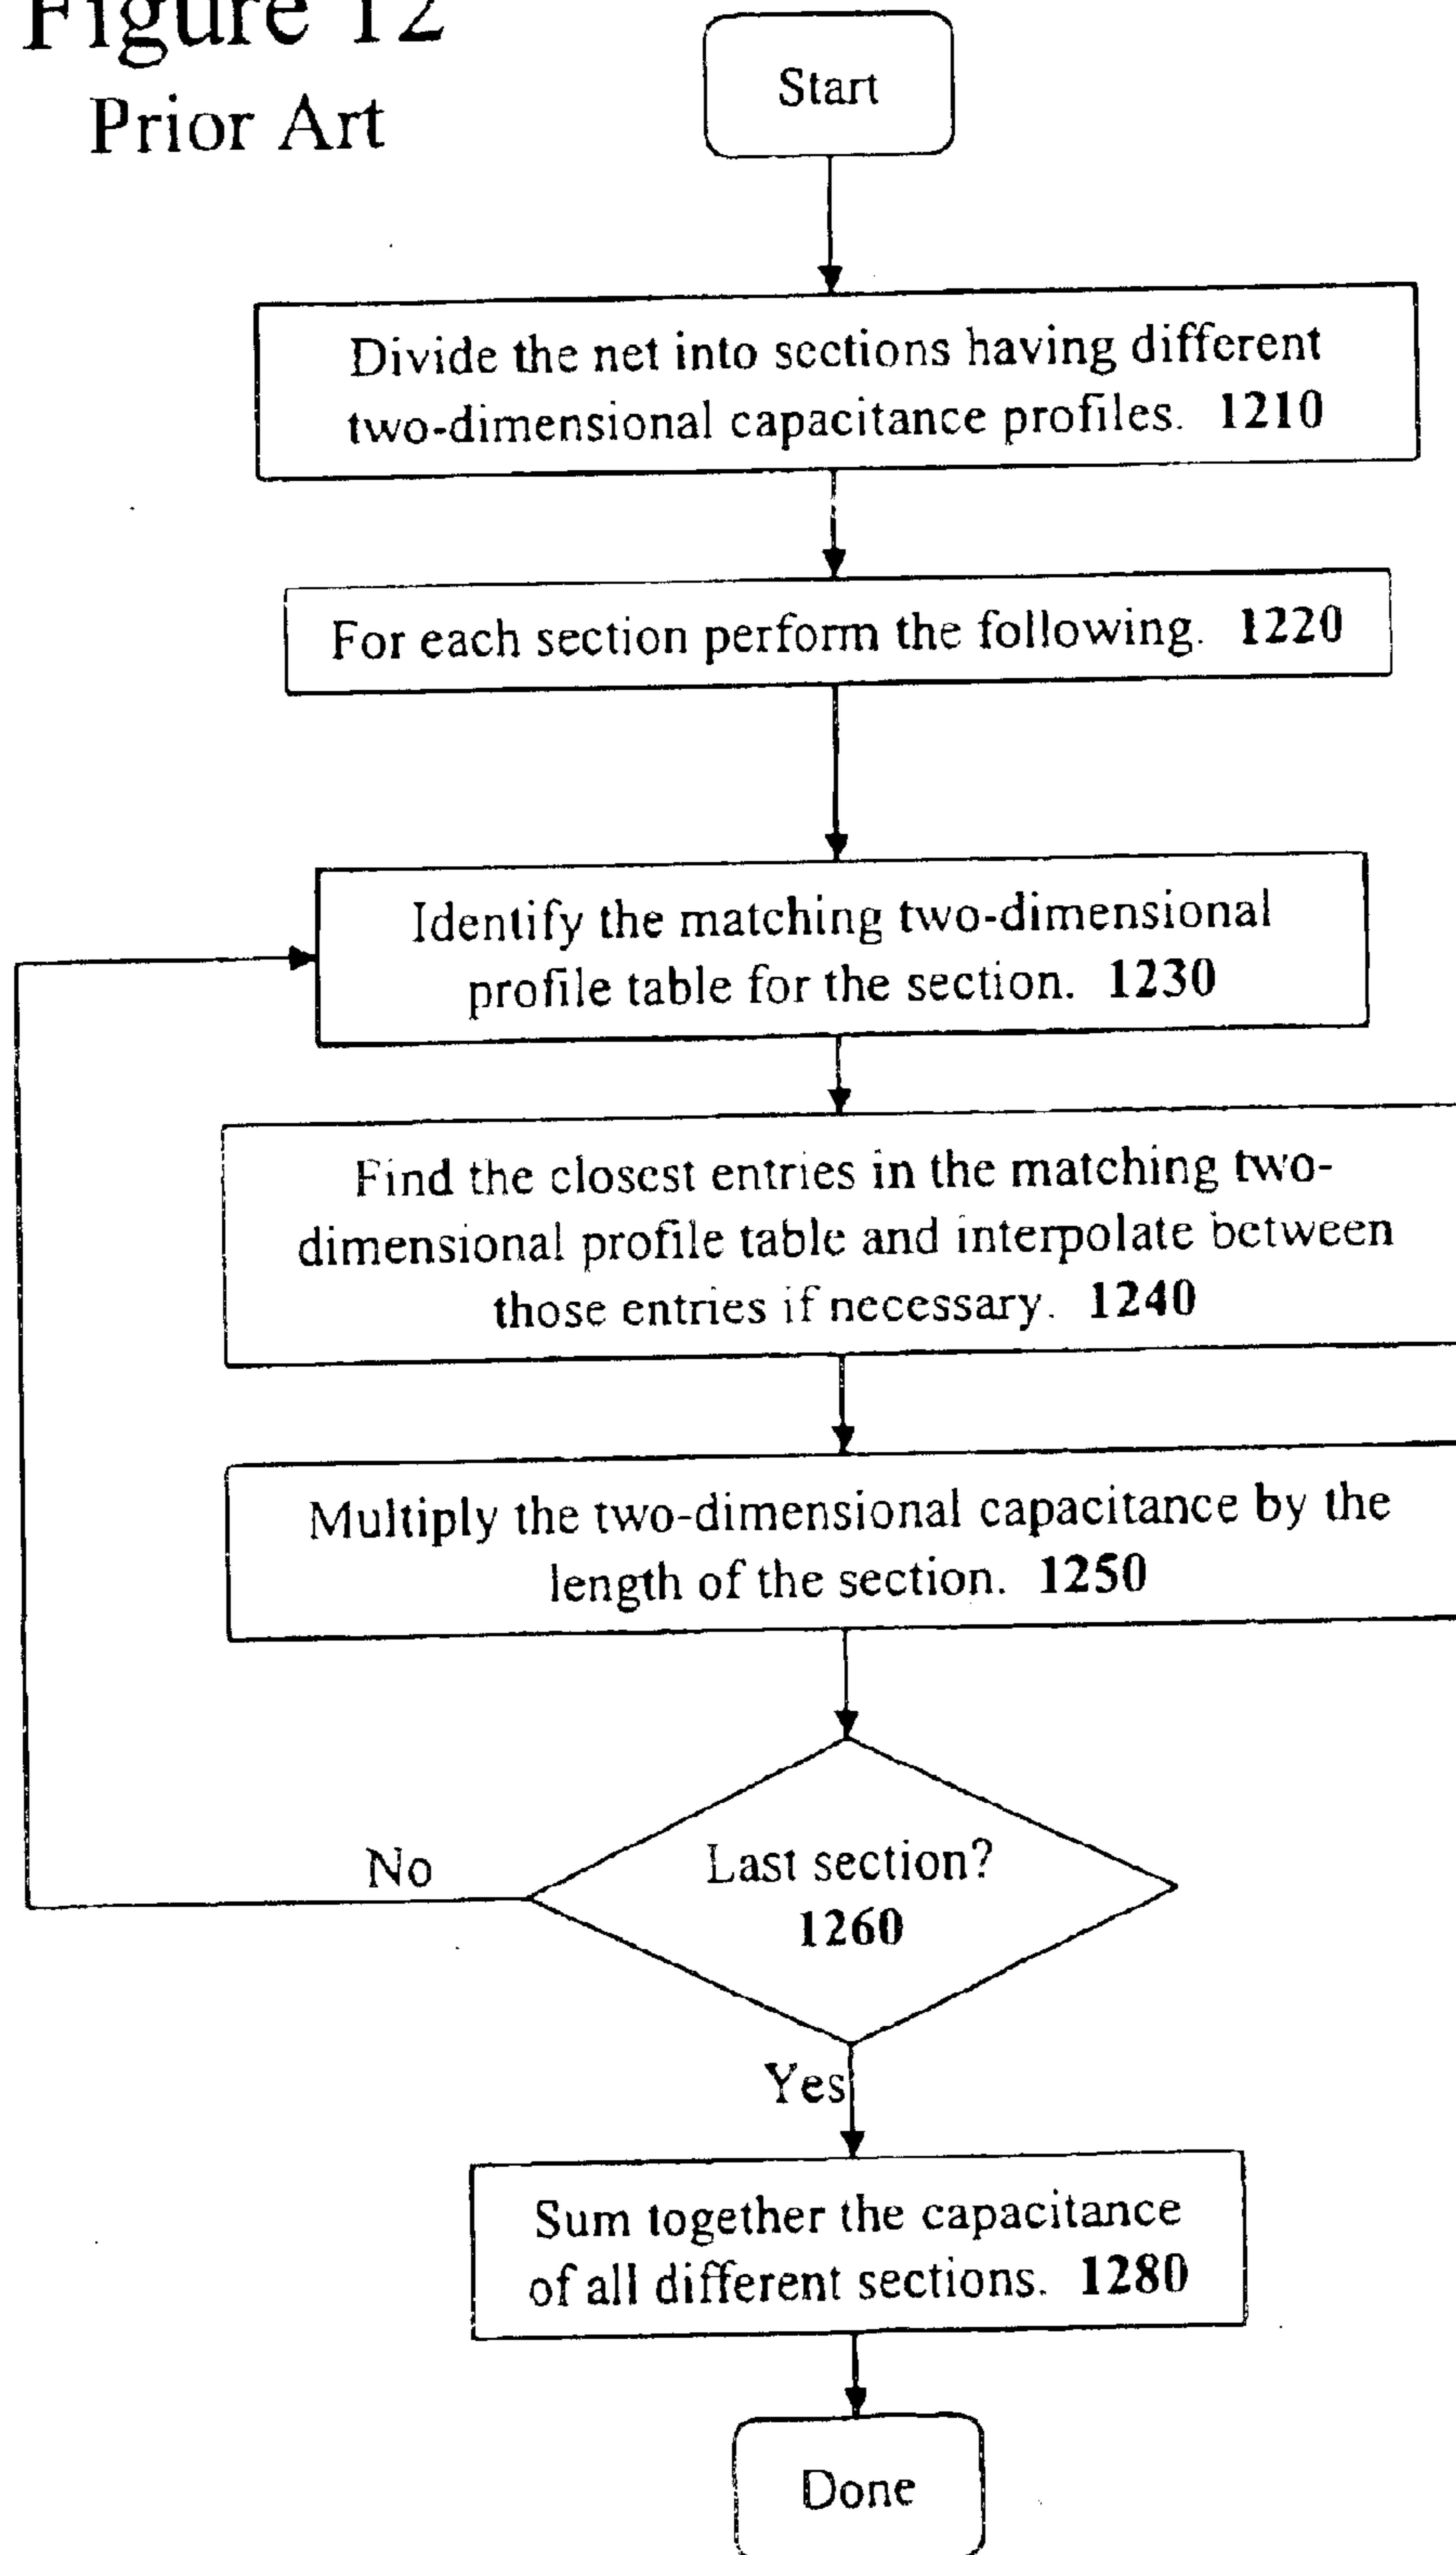 Figure 12
Prior Art
Start
Divide the net into sections having different
two-dimensional capacitance profiles. 1210
For each section perform the following. 1220
Identify the matching two-dimensional
profile table for the section. 1230
Find the closest entries in the matching two-
dimensional profile table and interpolate between
those entries if necessary. 1240
Multiply the two-dimensional capacitance by the
length of the section. 1250
No
Last section?
1260
Yes
Sum together the capacitance
of all different sections. 1280
Done